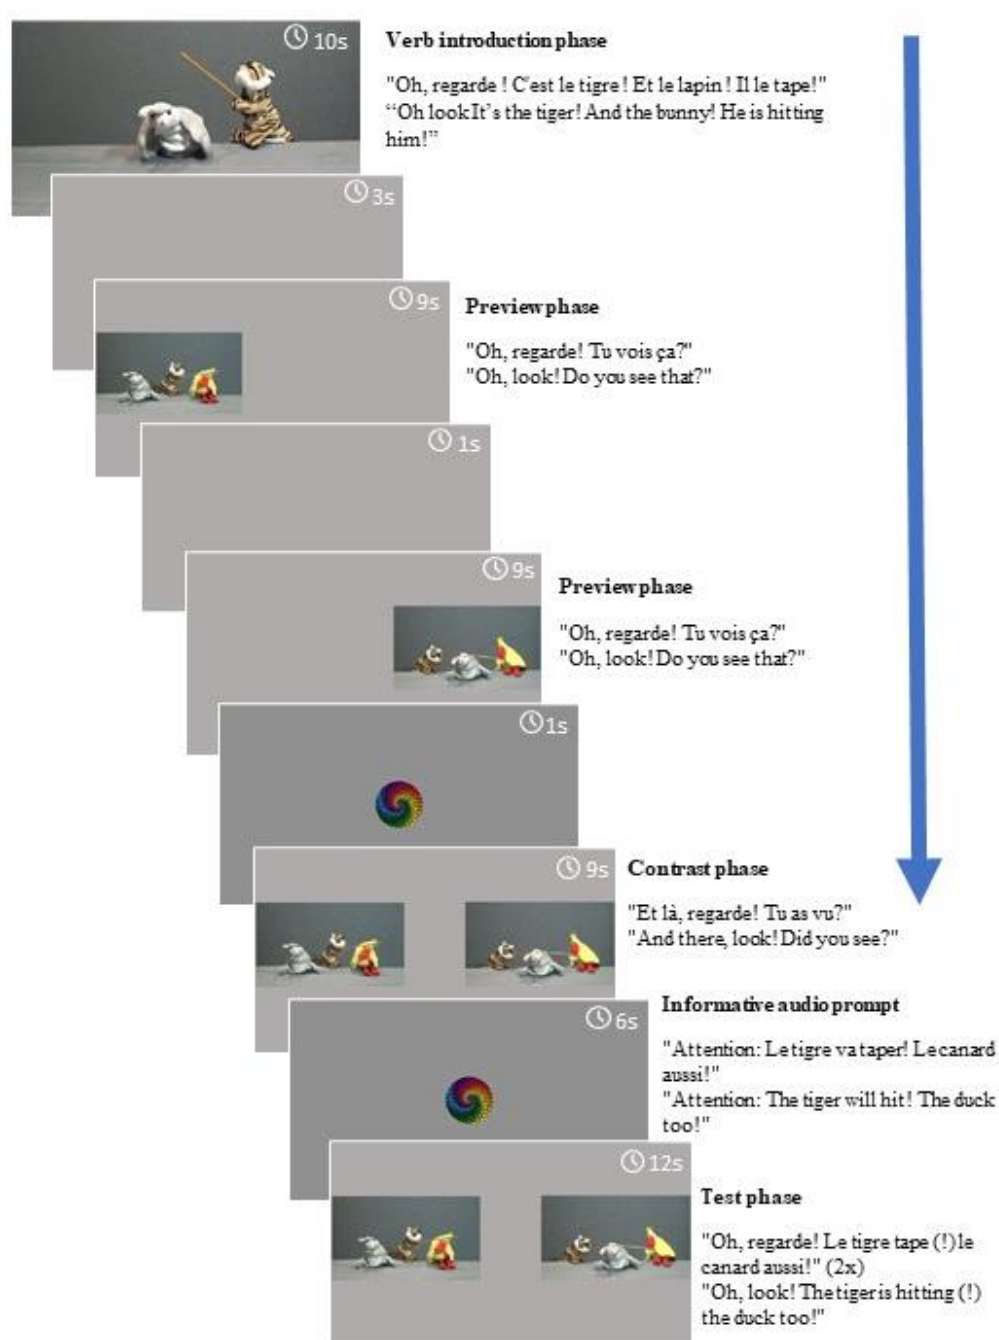 10s
Verb introduction phase
"Oh, regarde ! C'est le tigre ! Et le lapin ! Il le tape!"
“Oh look It’s the tiger! And the bunny! He is hitting
him!”
3s
9s
Preview phase
"Oh, regarde! Tu vois ça?"
"Oh, look! Do you see that?"
1s
9s
Preview phase
"Oh, regarde! Tu vois ça?"
"Oh, look! Do you see that?"
1s
9s
Contrast phase
"Et là, regarde! Tu as vu?"
"And there, look! Did you see?"
6s
Informative audio prompt
"Attention: Le tigre va taper! Le canard
aussi!"
"Attention: The tiger will hit! The duck
too!"
12s
Test phase
"Oh, regarde! Le tigre tape (!) le
canard aussi!" (2x)
"Oh, look! The tiger is hitting (!)
the duck too!"